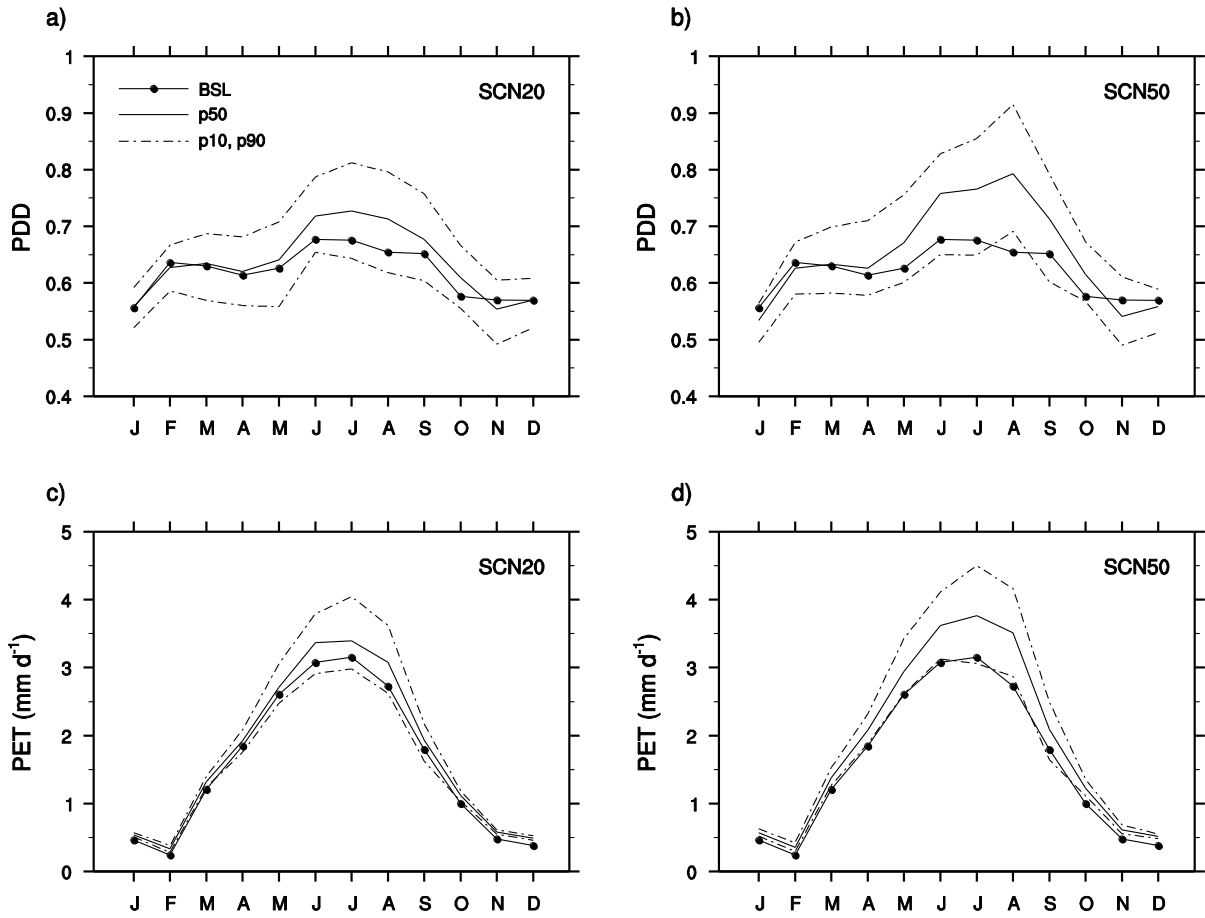 a)
1
0.9
0.8
0.7
0.6
0.5
0.4
PDD
BSL
p50
p10, p90
SCN20
J F M A M J J A S O N D
b)
1
0.9
0.8
0.7
0.6
0.5
0.4
PDD
SCN50
J F M A M J J A S O N D
c)
5
4
3
2
1
0
PET (mm d-1)
SCN20
J F M A M J J A S O N D
d)
5
4
3
2
1
0
PET (mm d-1)
SCN50
J F M A M J J A S O N D